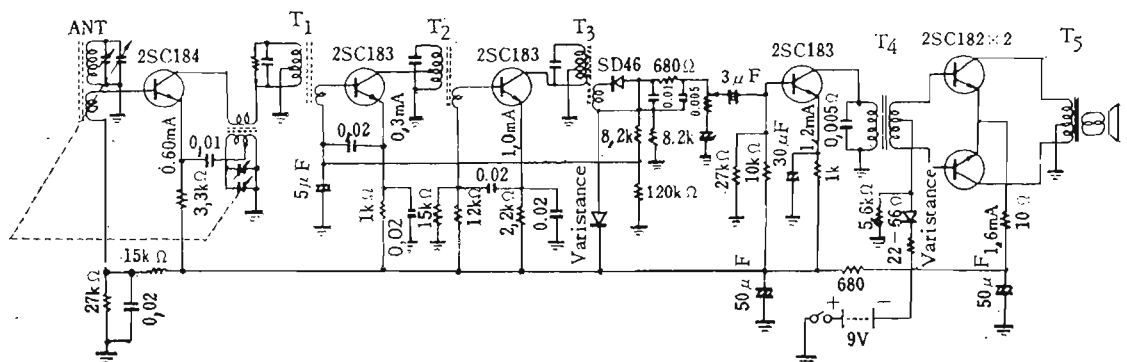 ANT
2SC184
T1
2SC183
T2
2SC183
T3
SD46
680Ω
3μF
2SC183
T4
2SC182×2
T5
0.60mA
0,01
3,3kΩ
0,02
0,3mA
5μF
1kΩ
0,02
15kΩ
12kΩ
0.02
1,0mA
2,2kΩ
0.02
Varistance
0.01
0.005
8,2k
8.2k
120kΩ
27kΩ
10kΩ
30μF
1,2mA
1k
0,005Ω
5,6kΩ
22-66Ω
Varistance
1,6mA
10Ω
15kΩ
27kΩ
0,02
50μF
680
50μF
+
−
9V